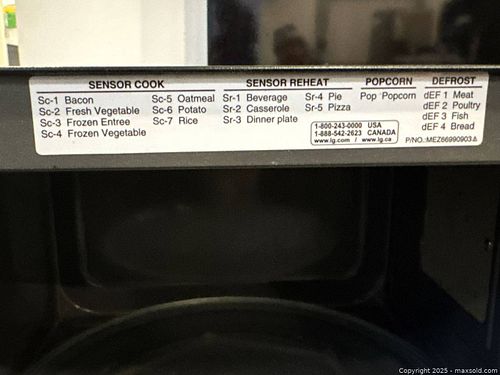 SENSOR COOK
Sc-1 Bacon
Sc-2 Fresh Vegetable
Sc-3 Frozen Entree
Sc-4 Frozen Vegetable
Sc-5 Oatmeal
Sc-6 Potato
Sc-7 Rice
SENSOR REHEAT
Sr-1 Beverage
Sr-2 Casserole
Sr-3 Dinner plate
Sr-4 Pie
Sr-5 Pizza
POPCORN
Pop Popcorn
DEFROST
dEF 1 Meat
dEF 2 Poultry
dEF 3 Fish
dEF 4 Bread
1-800-243-0000 USA
1-888-542-2623 CANADA
www.lg.com / www.lg.ca
P/NO.:MEZ66990903
Copyright 2025 - maxsold.com